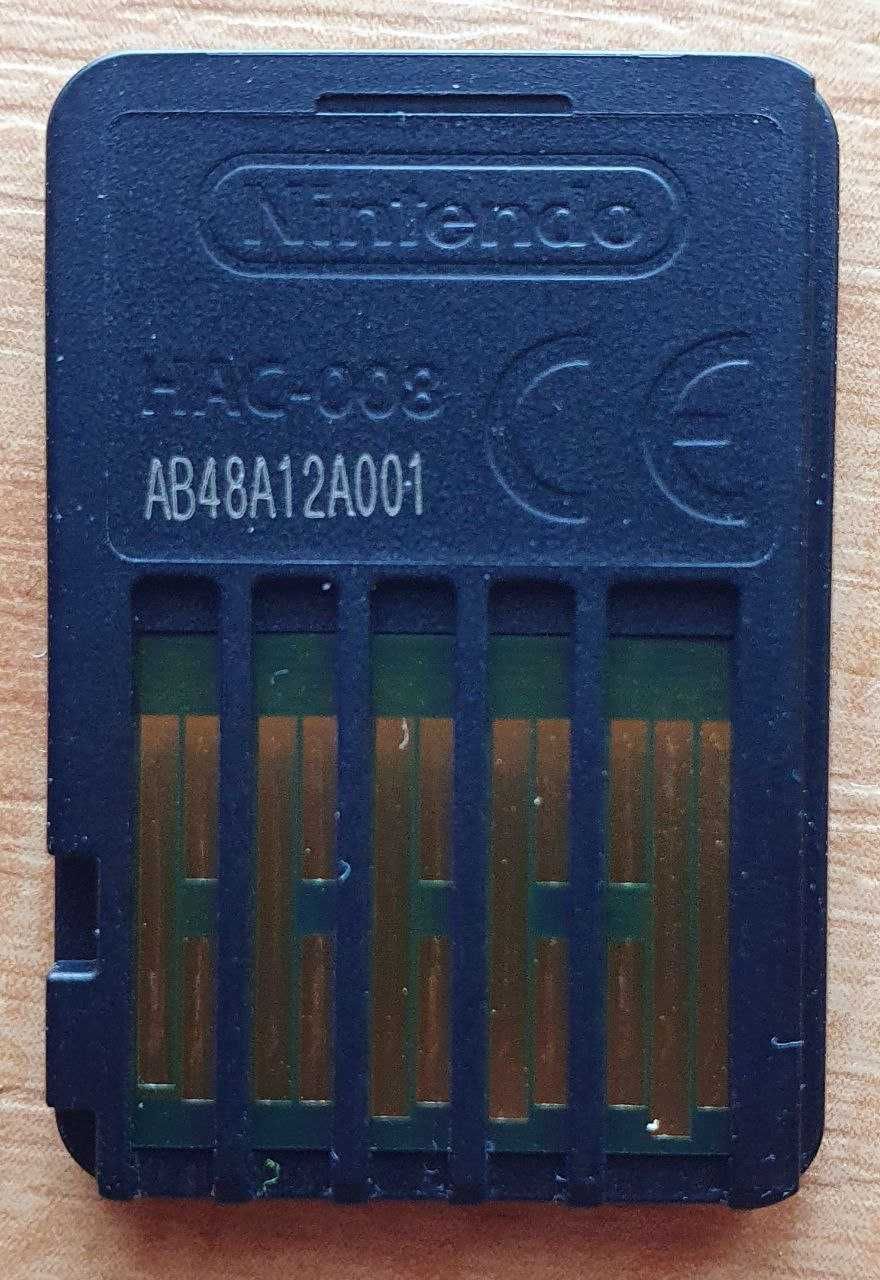 Nintendo
HAC-008
CE
AB48A12A001